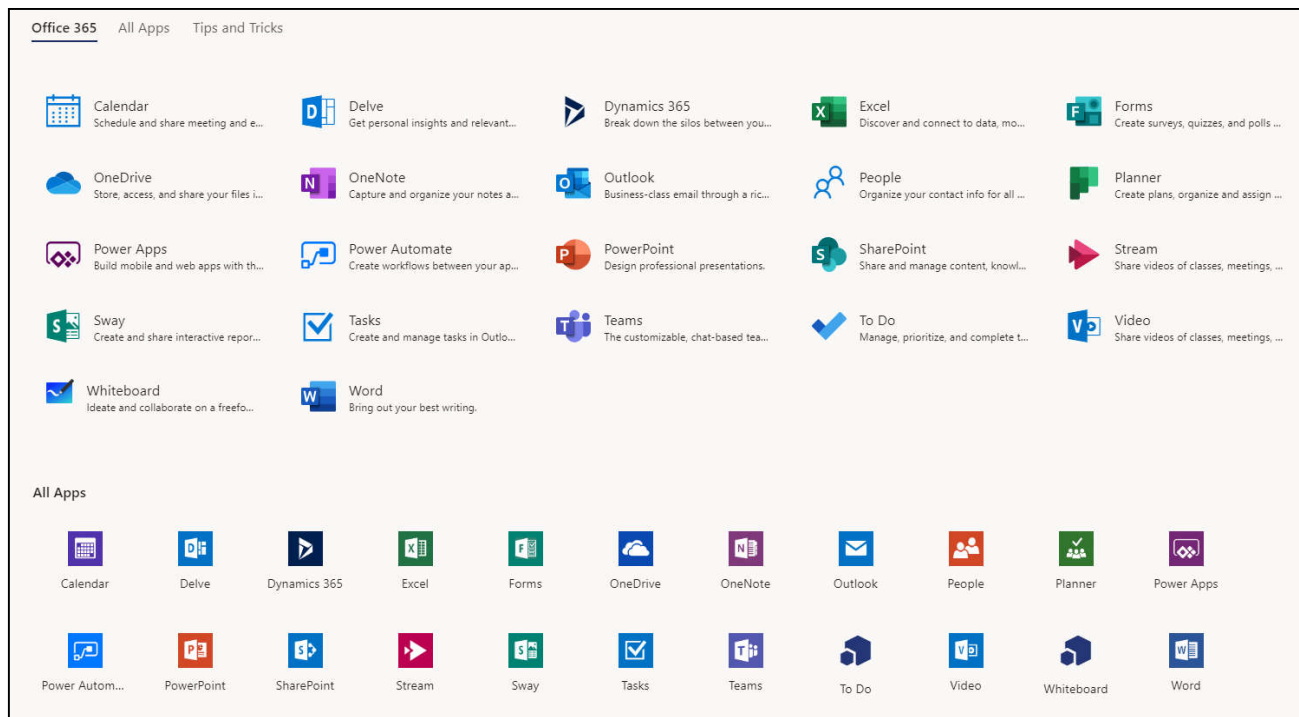 Office 365 All Apps Tips and Tricks
Calendar
Schedule and share meeting and e...
Delve
Get personal insights and relevant...
Dynamics 365
Break down the silos between you...
Excel
Discover and connect to data, mo...
Forms
Create surveys, quizzes, and polls ...
OneDrive
Store, access, and share your files i...
OneNote
Capture and organize your notes a...
Outlook
Business-class email through a ric...
People
Organize your contact info for all ...
Planner
Create plans, organize and assign ...
Power Apps
Build mobile and web apps with th...
Power Automate
Create workflows between your ap...
PowerPoint
Design professional presentations.
SharePoint
Share and manage content, knowl...
Stream
Share videos of classes, meetings, ...
Sway
Create and share interactive repor...
Tasks
Create and manage tasks in Outlo...
Teams
The customizable, chat-based tea...
To Do
Manage, prioritize, and complete t...
Video
Share videos of classes, meetings, ...
Whiteboard
Ideate and collaborate on a freefo...
Word
Bring out your best writing.
All Apps
Calendar Delve Dynamics 365 Excel Forms OneDrive OneNote Outlook People Planner Power Apps
Power Autom... PowerPoint SharePoint Stream Sway Tasks Teams To Do Video Whiteboard Word